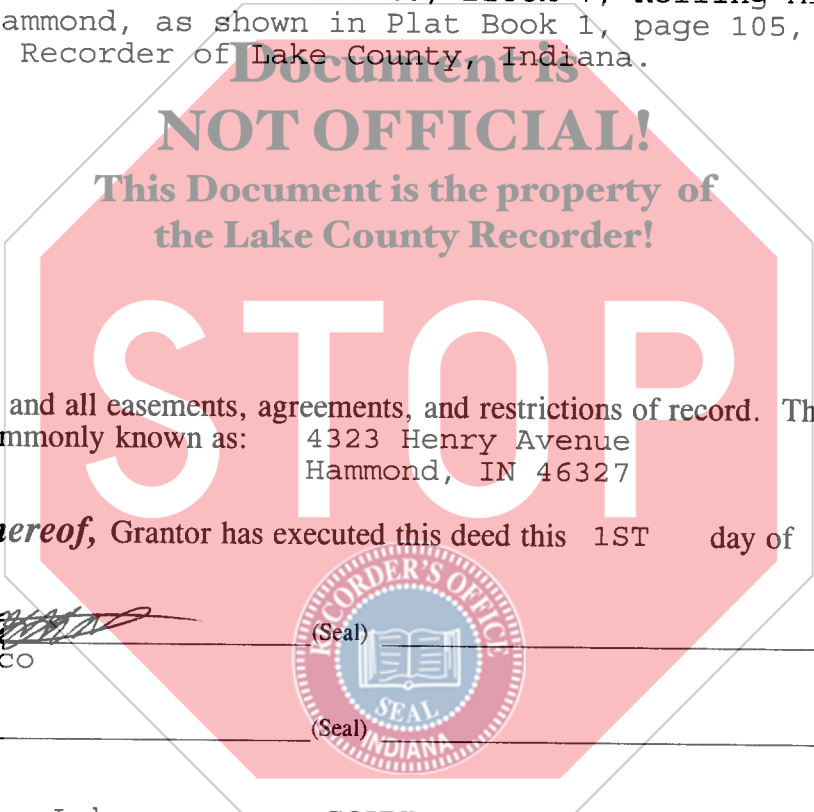 ammond, as shown in Plat Book 1, page 105,
Recorder of Lake County, Indiana.
Document is
NOT OFFICIAL!
This Document is the property of
the Lake County Recorder!
STOP
and all easements, agreements, and restrictions of record. Th
mmonly known as: 4323 Henry Avenue
Hammond, IN 46327
hereof, Grantor has executed this deed this 1ST day of
(Seal)
CO
RECORDER'S OFFICE
SEAL
INDIANA
(Seal)